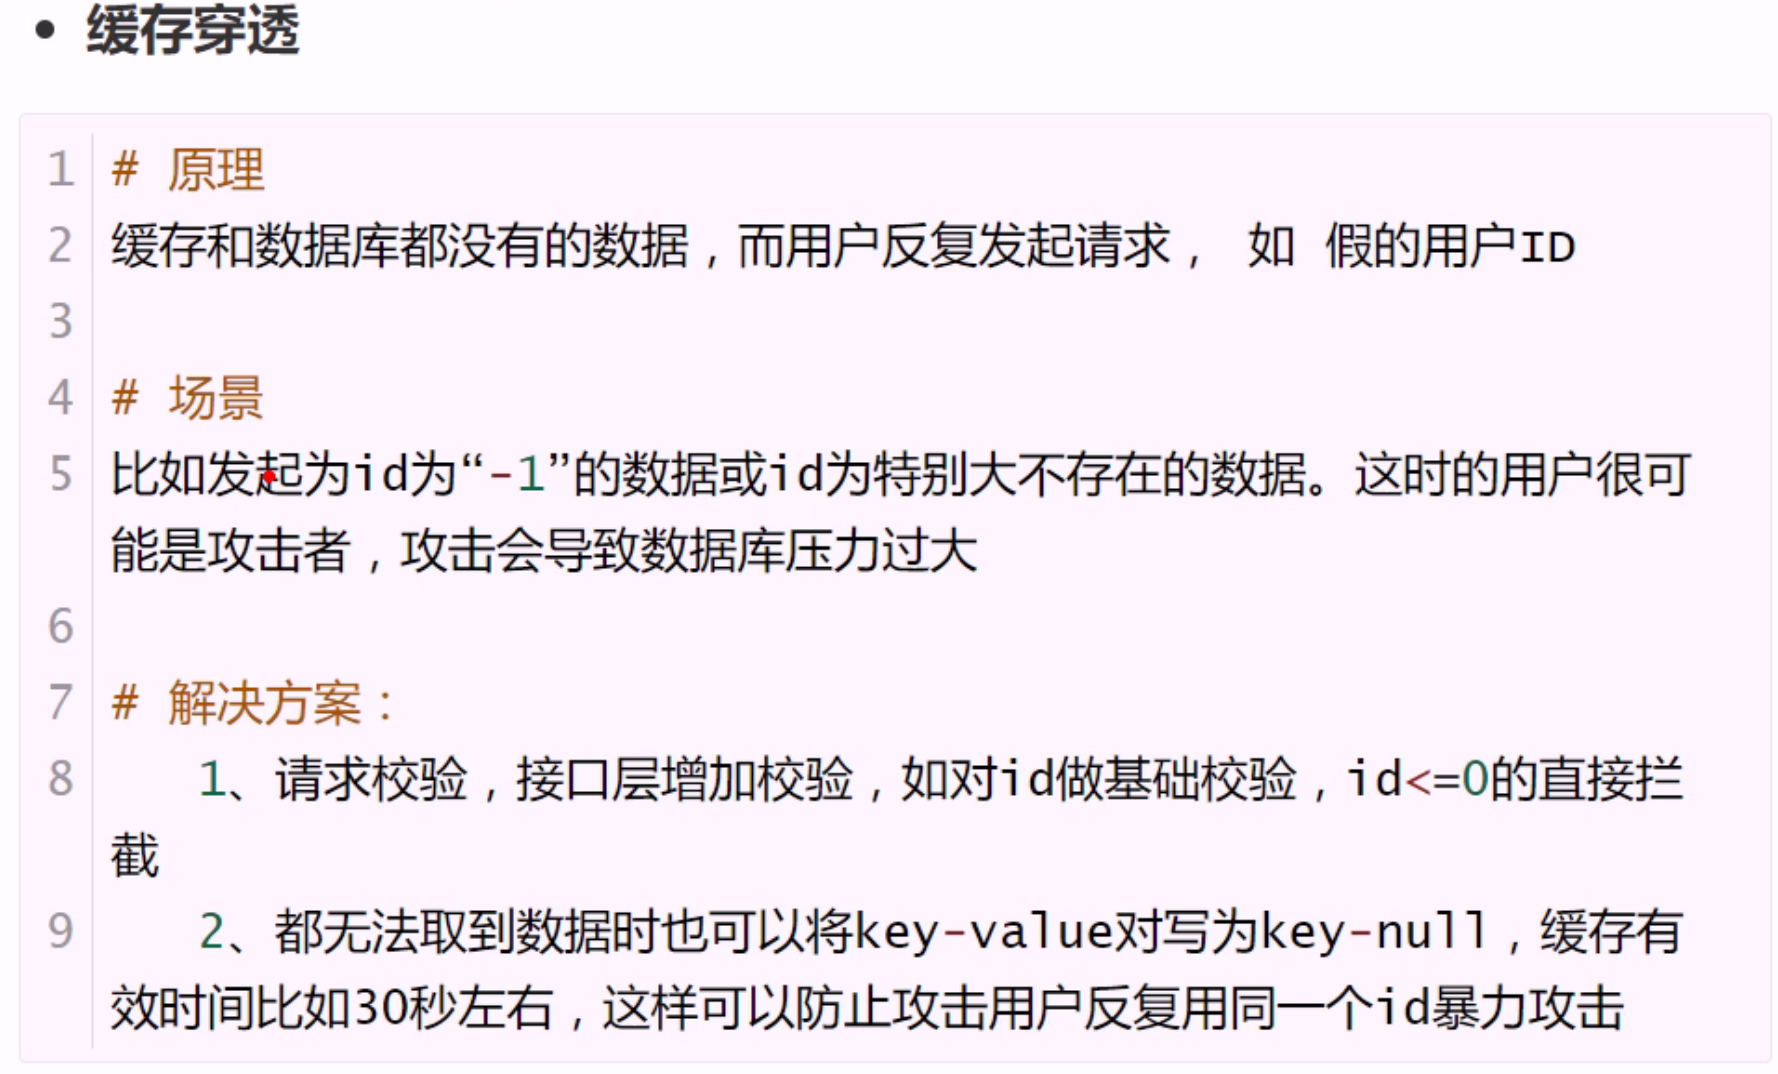 • 缓存穿透
1 # 原理
2 缓存和数据库都没有的数据，而用户反复发起请求， 如 假的用户ID
3
4 # 场景
5 比如发起为id为“-1”的数据或id为特别大不存在的数据。这时的用户很可
能是攻击者，攻击会导致数据库压力过大
6
7 # 解决方案：
8 1、请求校验，接口层增加校验，如对id做基础校验，id<=0的直接拦
截
9 2、都无法取到数据时也可以将key-value对写为key-null，缓存有
效时间比如30秒左右，这样可以防止攻击用户反复用同一个id暴力攻击